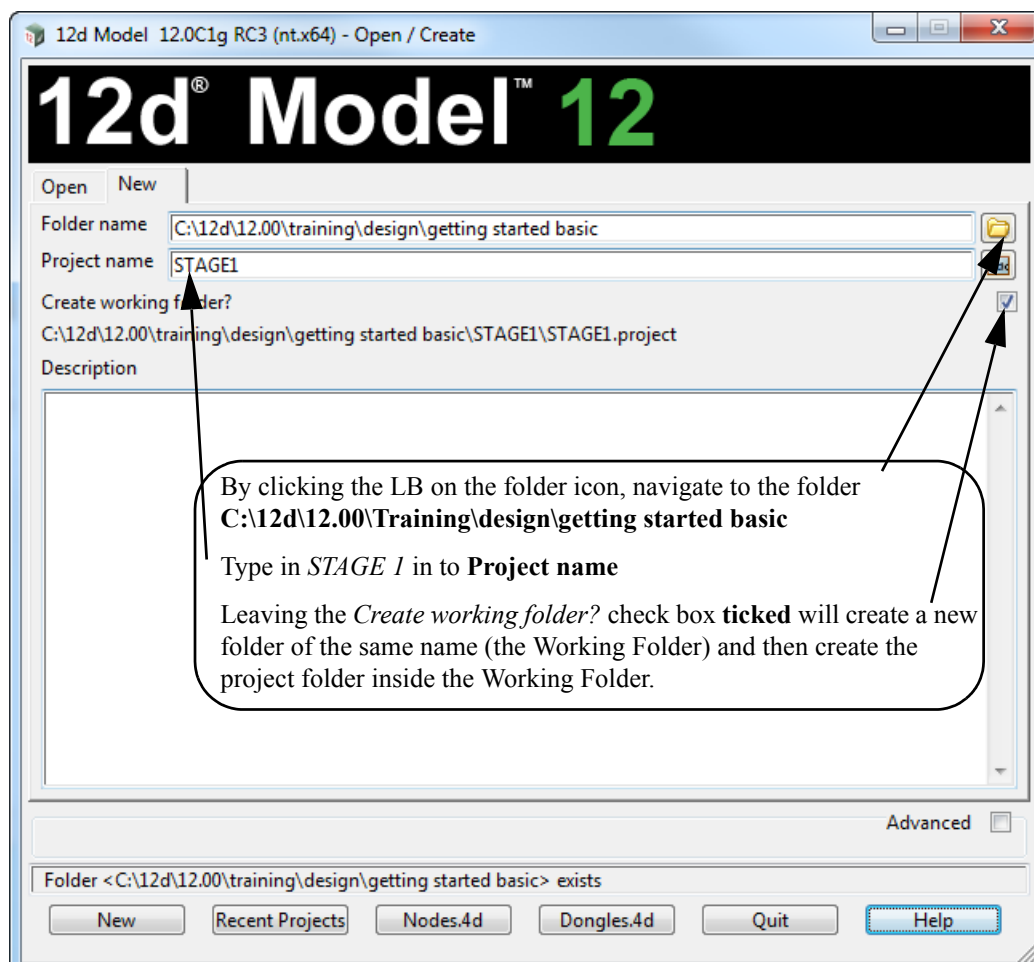 12d Model 12.0C1g RC3 (nt.x64) - Open / Create
12d® Model™ 12
Open New
Folder name C:\12d\12.00\training\design\getting started basic
Project name STAGE1
Create working folder?
C:\12d\12.00\training\design\getting started basic\STAGE1\STAGE1.project
Description
By clicking the LB on the folder icon, navigate to the folder
C:\12d\12.00\Training\design\getting started basic
Type in STAGE 1 in to Project name
Leaving the Create working folder? check box ticked will create a new
folder of the same name (the Working Folder) and then create the
project folder inside the Working Folder.
Advanced
Folder <C:\12d\12.00\training\design\getting started basic> exists
New Recent Projects Nodes.4d Dongles.4d Quit Help